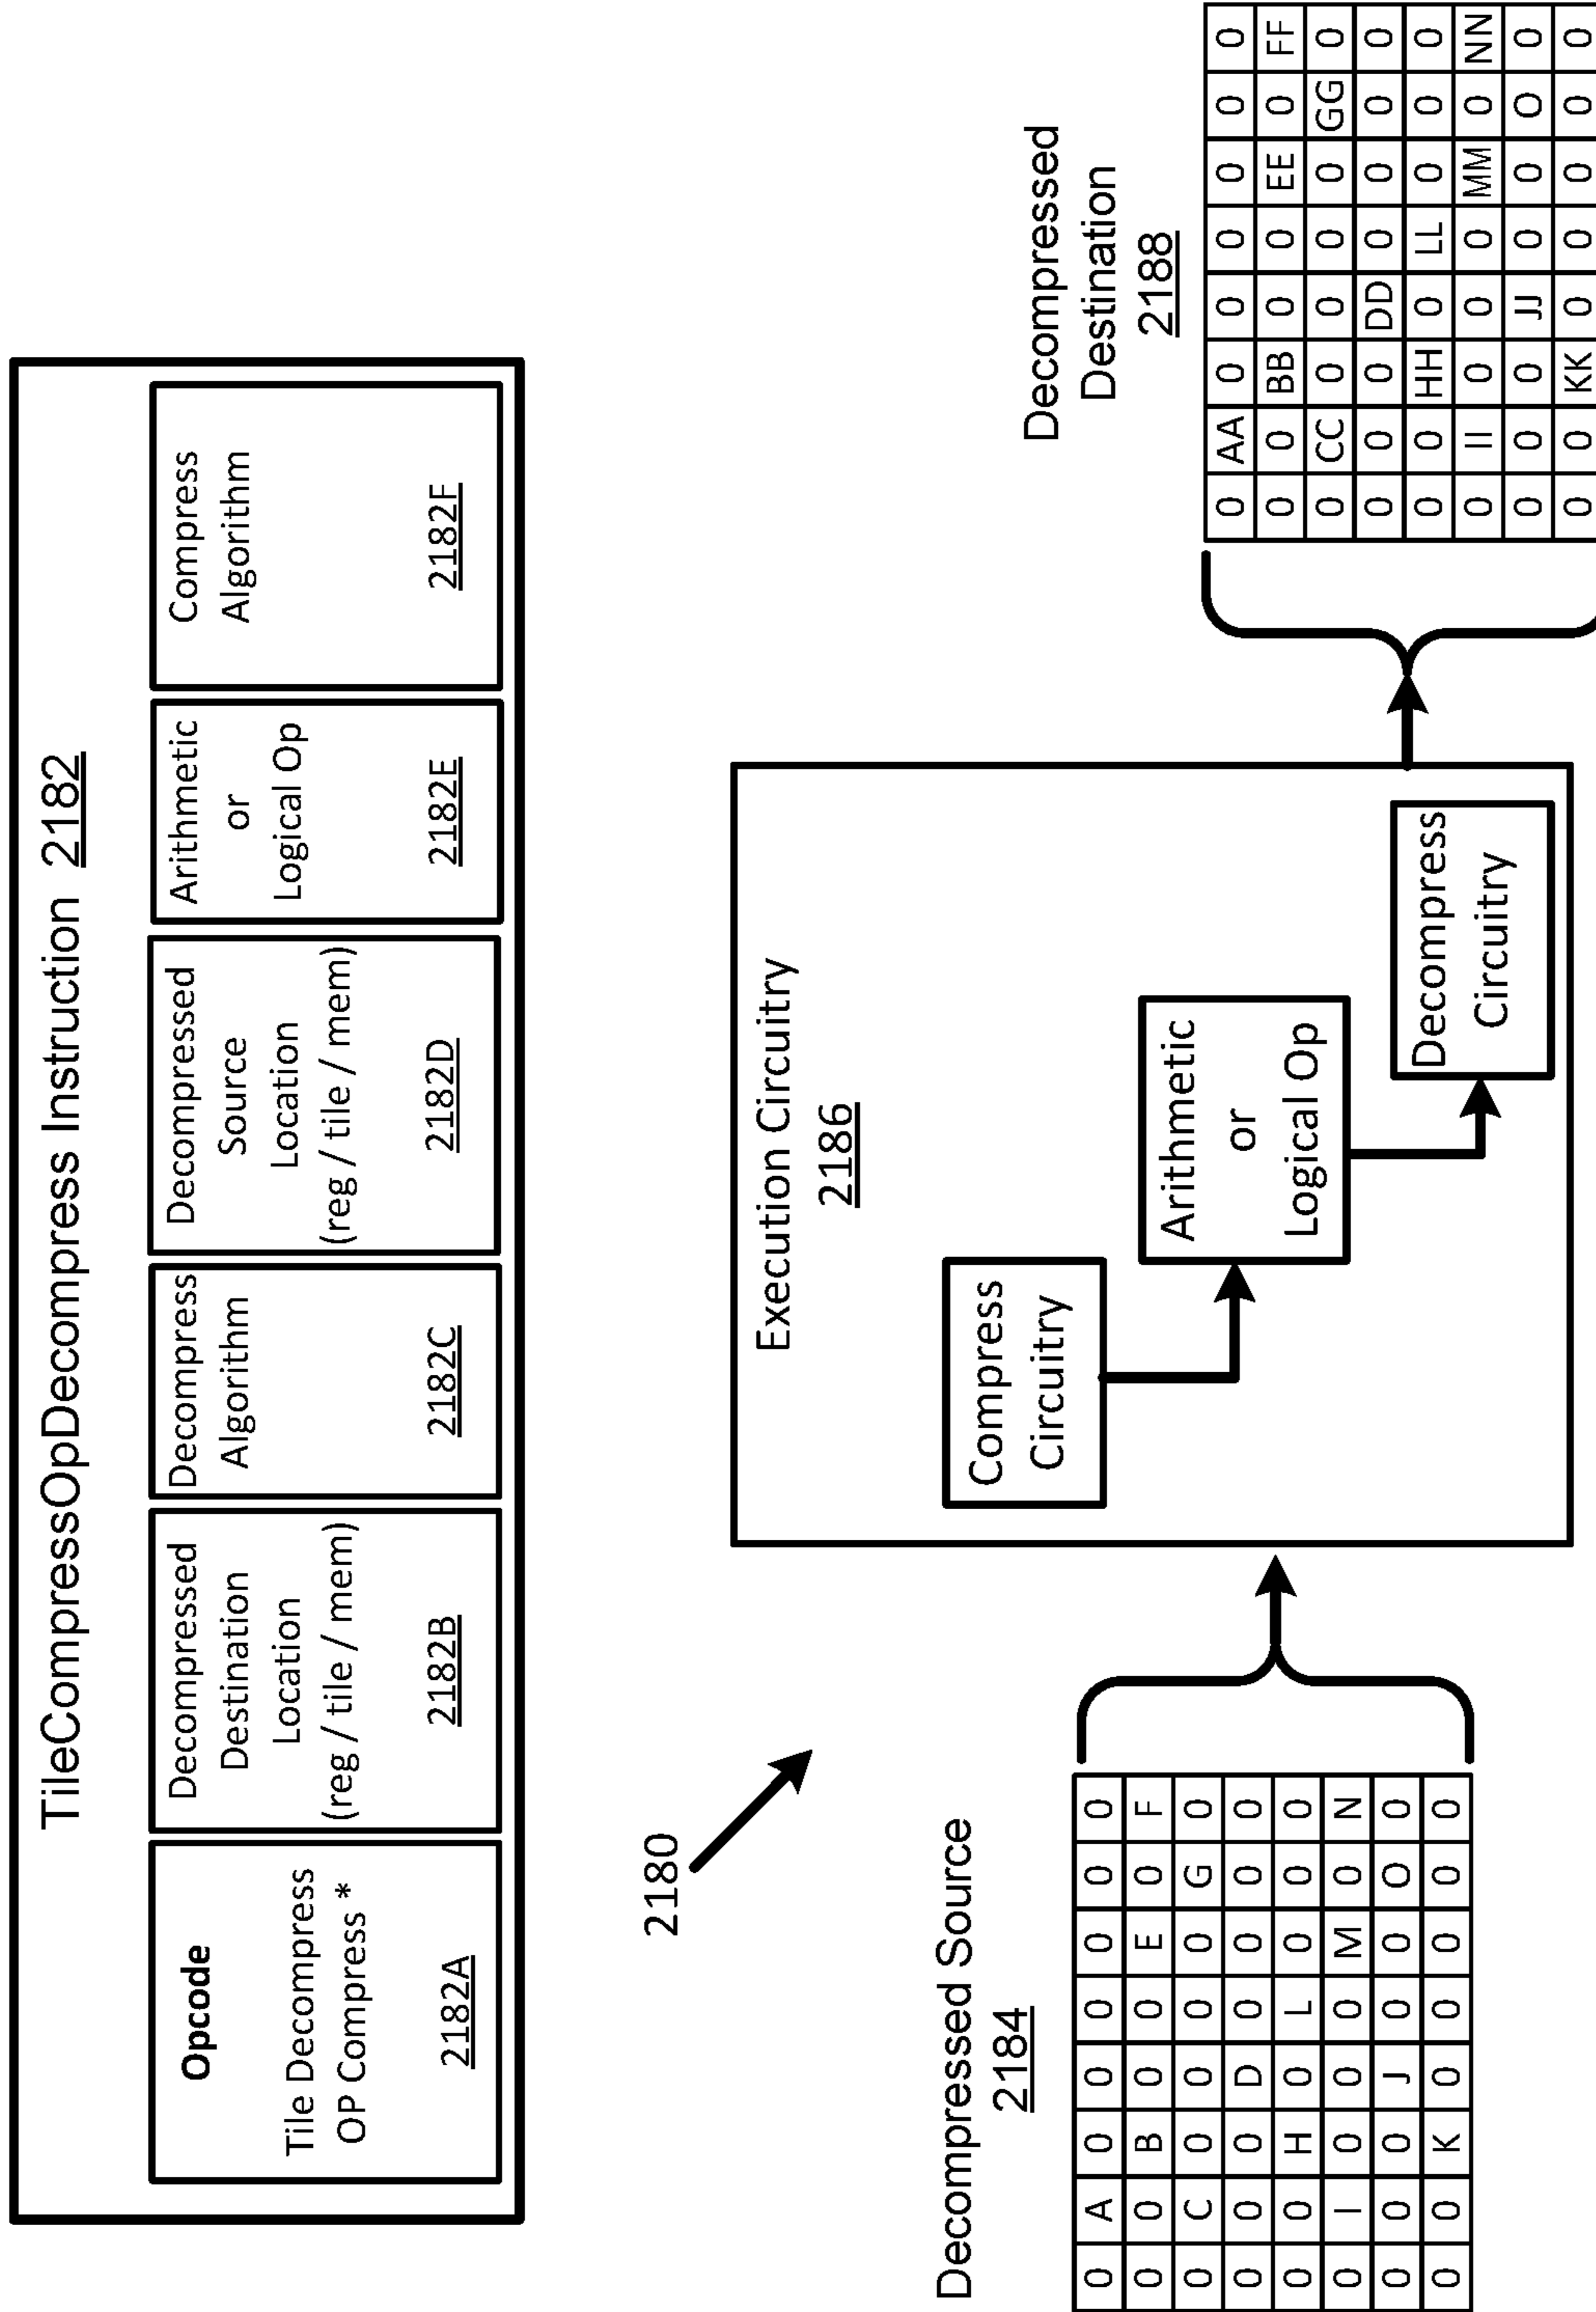 TileCompressOpDecompress Instruction 2182
Opcode
Tile Decompress
OP Compress *
2182A
Decompressed
Destination
Location
(reg / tile / mem)
2182B
Decompress
Algorithm
2182C
Decompressed
Source
Location
(reg / tile / mem)
2182D
Arithmetic
or
Logical Op
2182E
Compress
Algorithm
2182F
2180
Decompressed Source
2184
0 A 0 0 0 0 0 0
0 0 B 0 0 E 0 F
0 C 0 0 0 0 G 0
0 0 0 D 0 0 0 0
0 0 H 0 L 0 0 0
0 I 0 0 0 M 0 N
0 0 0 J 0 0 O 0
0 0 K 0 0 0 0 0
Execution Circuitry
2186
Compress
Circuitry
Arithmetic
or
Logical Op
Decompress
Circuitry
Decompressed
Destination
2188
0 AA 0 0 0 0 0 0
0 0 BB 0 0 EE 0 FF
0 CC 0 0 0 0 GG 0
0 0 0 DD 0 0 0 0
0 0 HH 0 LL 0 0 0
0 II 0 0 0 MM 0 NN
0 0 0 JJ 0 0 O 0
0 0 KK 0 0 0 0 0